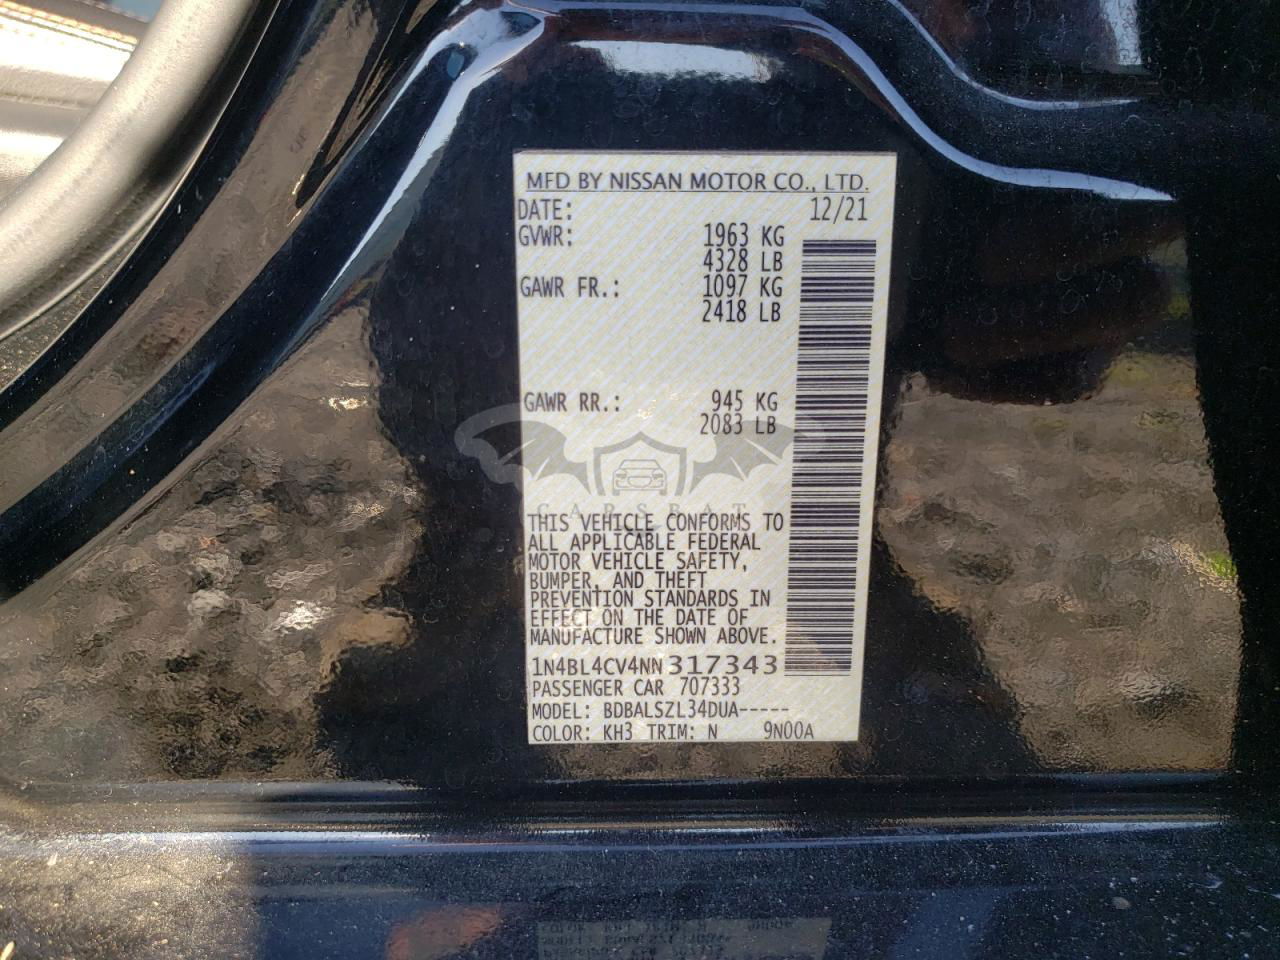 MFD BY NISSAN MOTOR CO., LTD.
DATE: 12/21
GVWR: 1963 KG
4328 LB
GAWR FR.: 1097 KG
2418 LB
GAWR RR.: 945 KG
2083 LB
CARSBAT
THIS VEHICLE CONFORMS TO
ALL APPLICABLE FEDERAL
MOTOR VEHICLE SAFETY,
BUMPER, AND THEFT
PREVENTION STANDARDS IN
EFFECT ON THE DATE OF
MANUFACTURE SHOWN ABOVE.
1N4BL4CV4NN317343
PASSENGER CAR 707333
MODEL: BDBALSZL34DUA-----
COLOR: KH3 TRIM: N 9N00A